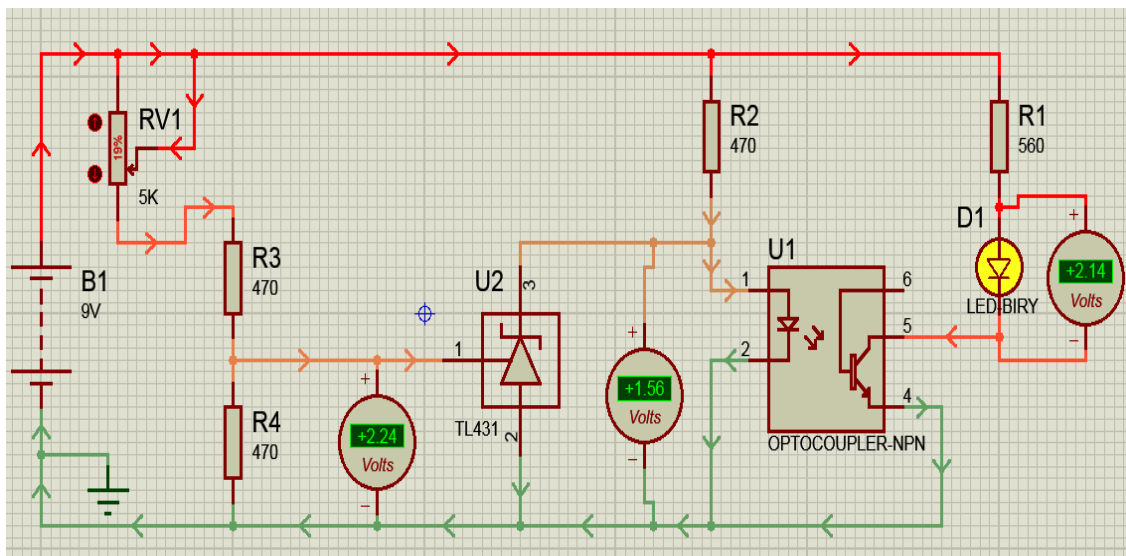 RV1
19%
5K
B1
9V
R3
470
R4
470
+
+2.24
Volts
−
U2
3
1
2
TL431
+
+1.56
Volts
−
R2
470
U1
1
2
6
5
4
OPTOCOUPLER-NPN
R1
560
D1
LED-BIRY
+
+2.14
Volts
−